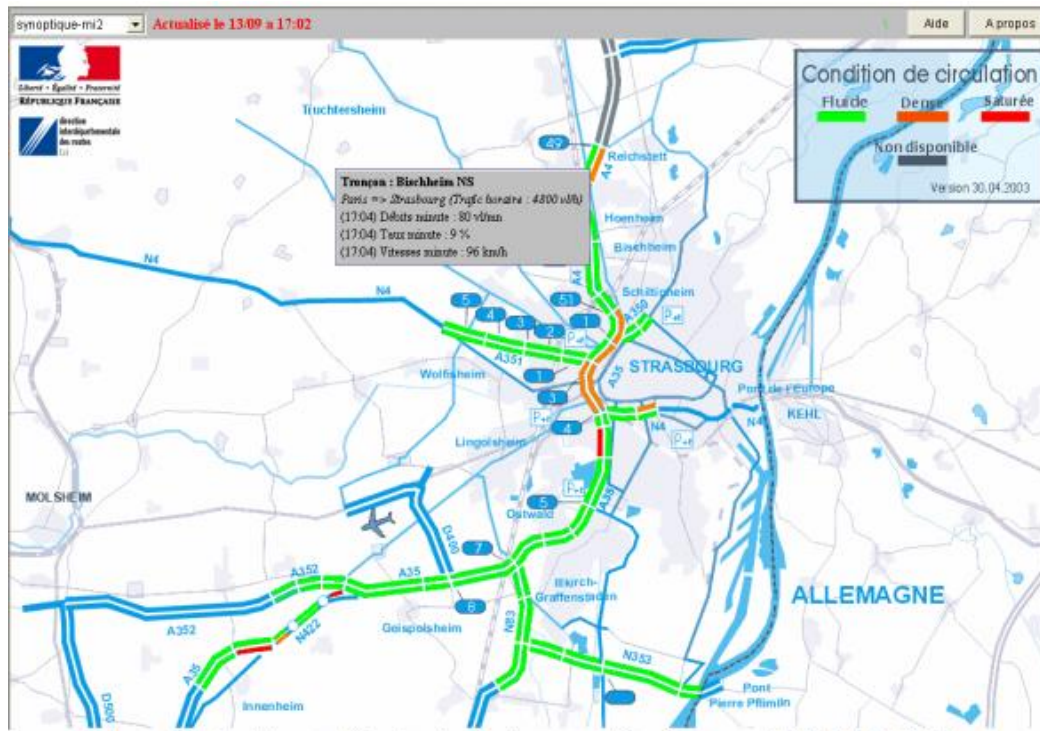 synoptique-mi2
Actualisé le 13/09 a 17:02
Aide
A propos
Liberté • Égalité • Fraternité
RÉPUBLIQUE FRANÇAISE
direction
interdépartementale
des routes
Est
Condition de circulation
Fluide
Dense
Saturée
Non disponible
Version 30.04.2003
Truchtersheim
49
Reichstett
A4
Tronçon : Bischheim NS
Paris => Strasbourg (Trafic horaire : 4800 vl/h)
(17:04) Débits minute : 80 vl/mn
(17:04) Taux minute : 9 %
(17:04) Vitesses minute : 96 km/h
Hoenheim
Bischheim
N4
A4
N4
Schiltigheim
51
5
4
3
2
1
A350
P+R
P+R
A351
Wolfisheim
1
A35
STRASBOURG
3
Pont de l'Europe
KEHL
4
P+R
N4
N4
P+R
Lingolsheim
MOLSHEIM
P+R
5
A35
Ostwald
D400
7
A352
A35
8
Illkirch-
Graffenstaden
ALLEMAGNE
A352
N422
Geispolsheim
N83
N353
A35
D500
Innenheim
Pont
Pierre Pflimlin